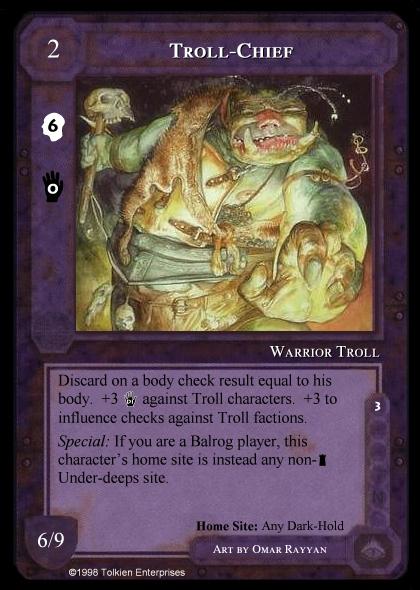 2
TROLL-CHIEF
6
0
WARRIOR TROLL
Discard on a body check result equal to his
body. +3 against Troll characters. +3 to
influence checks against Troll factions.
3
Special: If you are a Balrog player, this
character's home site is instead any non-
Under-deeps site.
Home Site: Any Dark-Hold
6/9
ART BY OMAR RAYYAN
©1998 Tolkien Enterprises